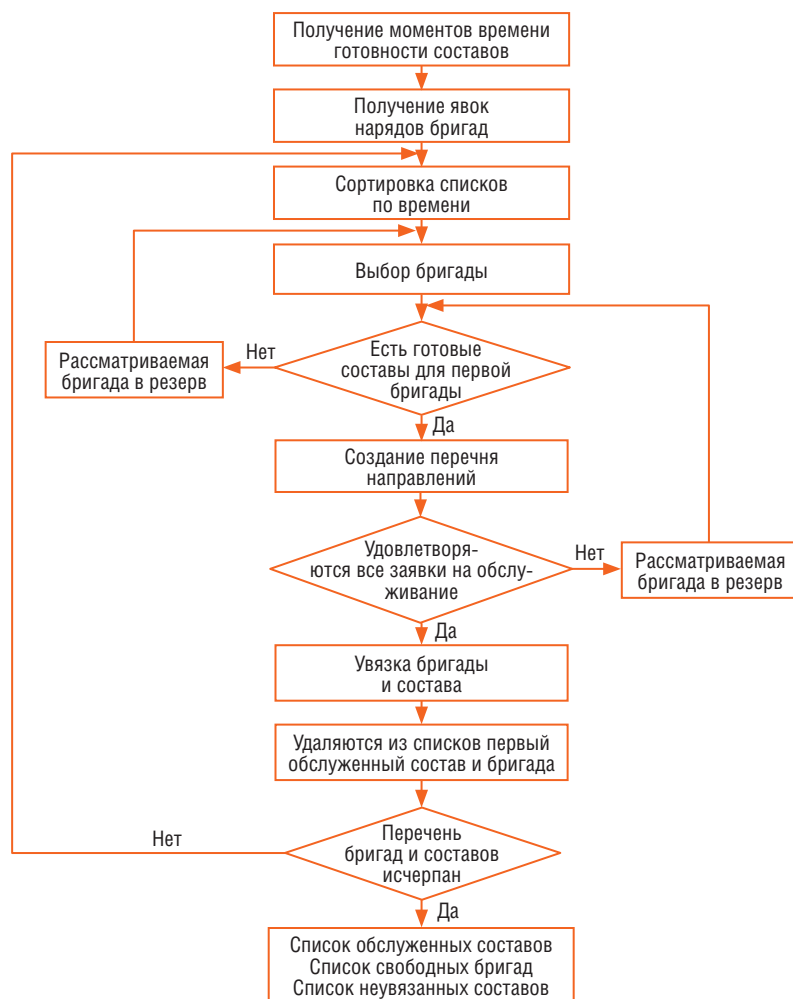 Получение моментов времени
готовности составов
Получение явок
нарядов бригад
Сортировка списков
по времени
Выбор бригады
Рассматриваемая
бригада в резерв
Нет
Есть готовые
составы для первой
бригады
Да
Создание перечня
направлений
Удовлетворя-
ются все заявки на обслу-
живание
Нет
Рассматриваемая
бригада в резерв
Да
Увязка бригады
и состава
Удаляются из списков первый
обслуженный состав и бригада
Нет
Перечень
бригад и составов
исчерпан
Да
Список обслуженных составов
Список свободных бригад
Список неувязанных составов